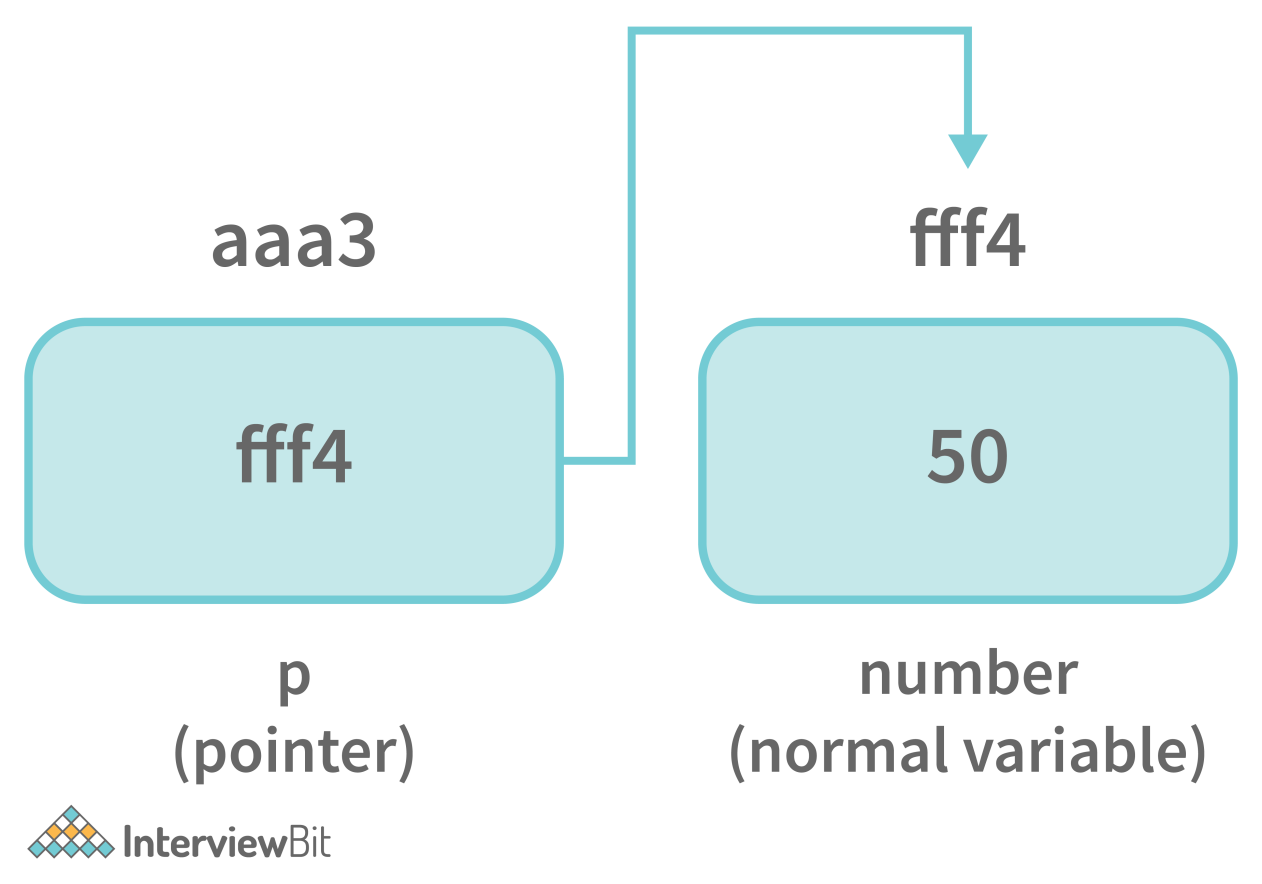 aaa3
fff4
fff4
50
p
(pointer)
number
(normal variable)
InterviewBit